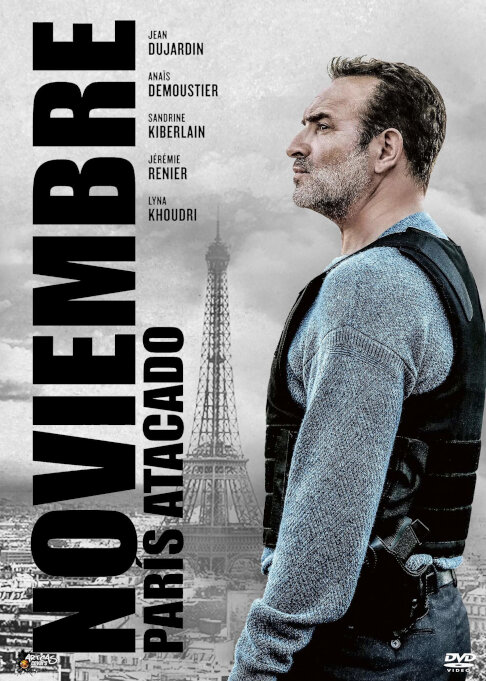 JEAN
DUJARDIN
ANAÏS
DEMOUSTIER
SANDRINE
KIBERLAIN
JÉRÉMIE
RENIER
LYNA
KHOUDRI
NOVIEMBRE
PARÍS ATACADO
DVD
VIDEO